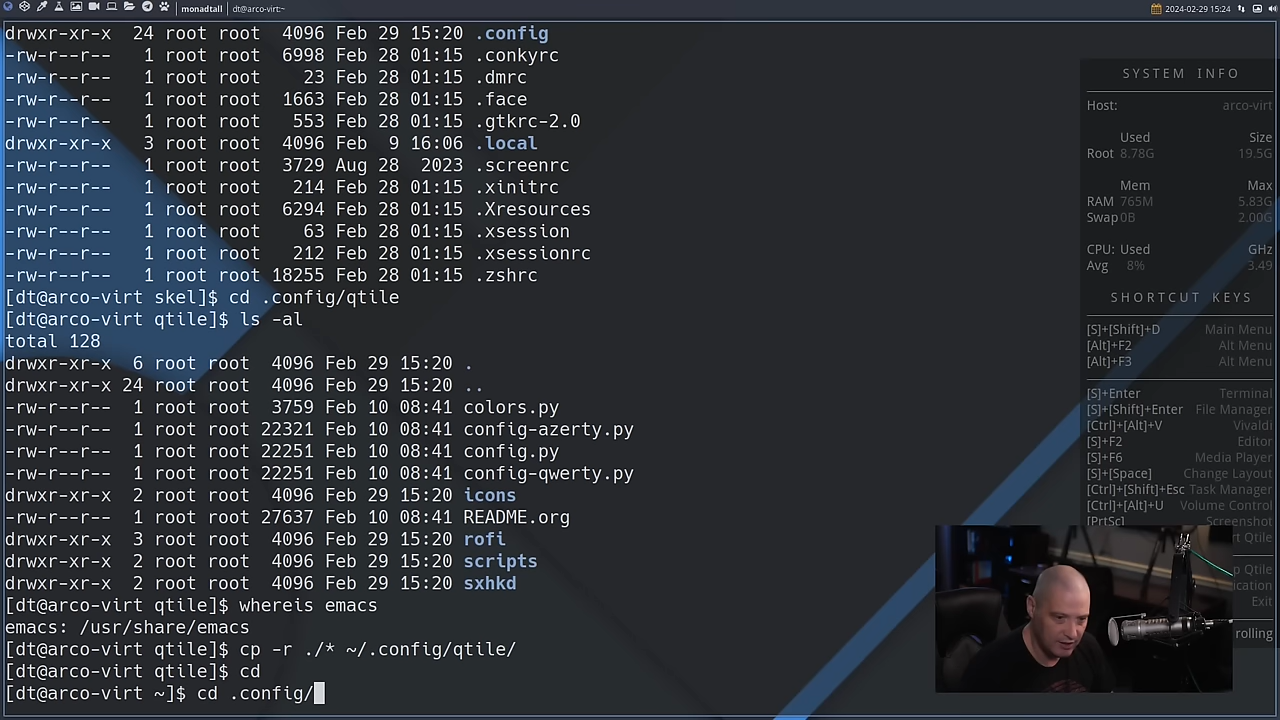 monadtall
dt@arco-virt:~
2024-02-29 15:24
drwxr-xr-x  24 root root  4096 Feb 29 15:20 .config
-rw-r--r--   1 root root  6998 Feb 28 01:15 .conkyrc
-rw-r--r--   1 root root    23 Feb 28 01:15 .dmrc
-rw-r--r--   1 root root  1663 Feb 28 01:15 .face
-rw-r--r--   1 root root   553 Feb 28 01:15 .gtkrc-2.0
drwxr-xr-x   3 root root  4096 Feb  9 16:06 .local
-rw-r--r--   1 root root  3729 Aug 28  2023 .screenrc
-rw-r--r--   1 root root   214 Feb 28 01:15 .xinitrc
-rw-r--r--   1 root root  6294 Feb 28 01:15 .Xresources
-rw-r--r--   1 root root    63 Feb 28 01:15 .xsession
-rw-r--r--   1 root root   212 Feb 28 01:15 .xsessionrc
-rw-r--r--   1 root root 18255 Feb 28 01:15 .zshrc
[dt@arco-virt skel]$ cd .config/qtile
[dt@arco-virt qtile]$ ls -al
total 128
drwxr-xr-x  6 root root  4096 Feb 29 15:20 .
drwxr-xr-x 24 root root  4096 Feb 29 15:20 ..
-rw-r--r--  1 root root  3759 Feb 10 08:41 colors.py
-rw-r--r--  1 root root 22321 Feb 10 08:41 config-azerty.py
-rw-r--r--  1 root root 22251 Feb 10 08:41 config.py
-rw-r--r--  1 root root 22251 Feb 10 08:41 config-qwerty.py
drwxr-xr-x  2 root root  4096 Feb 29 15:20 icons
-rw-r--r--  1 root root 27637 Feb 10 08:41 README.org
drwxr-xr-x  3 root root  4096 Feb 29 15:20 rofi
drwxr-xr-x  2 root root  4096 Feb 29 15:20 scripts
drwxr-xr-x  2 root root  4096 Feb 29 15:20 sxhkd
[dt@arco-virt qtile]$ whereis emacs
emacs: /usr/share/emacs
[dt@arco-virt qtile]$ cp -r ./* ~/.config/qtile/
[dt@arco-virt qtile]$ cd
[dt@arco-virt ~]$ cd .config/
SYSTEM INFO
Host: arco-virt
Used Size
Root 8.78G 19.5G
Mem Max
RAM 765M 5.83G
Swap 0B 2.00G
CPU: Used GHz
Avg 8% 3.49
SHORTCUT KEYS
[S]+[Shift]+D Main Menu
[Alt]+F2 Alt Menu
[Alt]+F3 Alt Menu
[S]+Enter Terminal
[S]+[Shift]+Enter File Manager
[Ctrl]+[Alt]+V Vivaldi
[S]+F2 Editor
[S]+F6 Media Player
[S]+[Space] Change Layout
[Ctrl]+[Shift]+Esc Task Manager
[Ctrl]+[Alt]+U Volume Control
[PrtSc] Screenshot
rt Qtile
p Qtile
ication
Exit
rolling